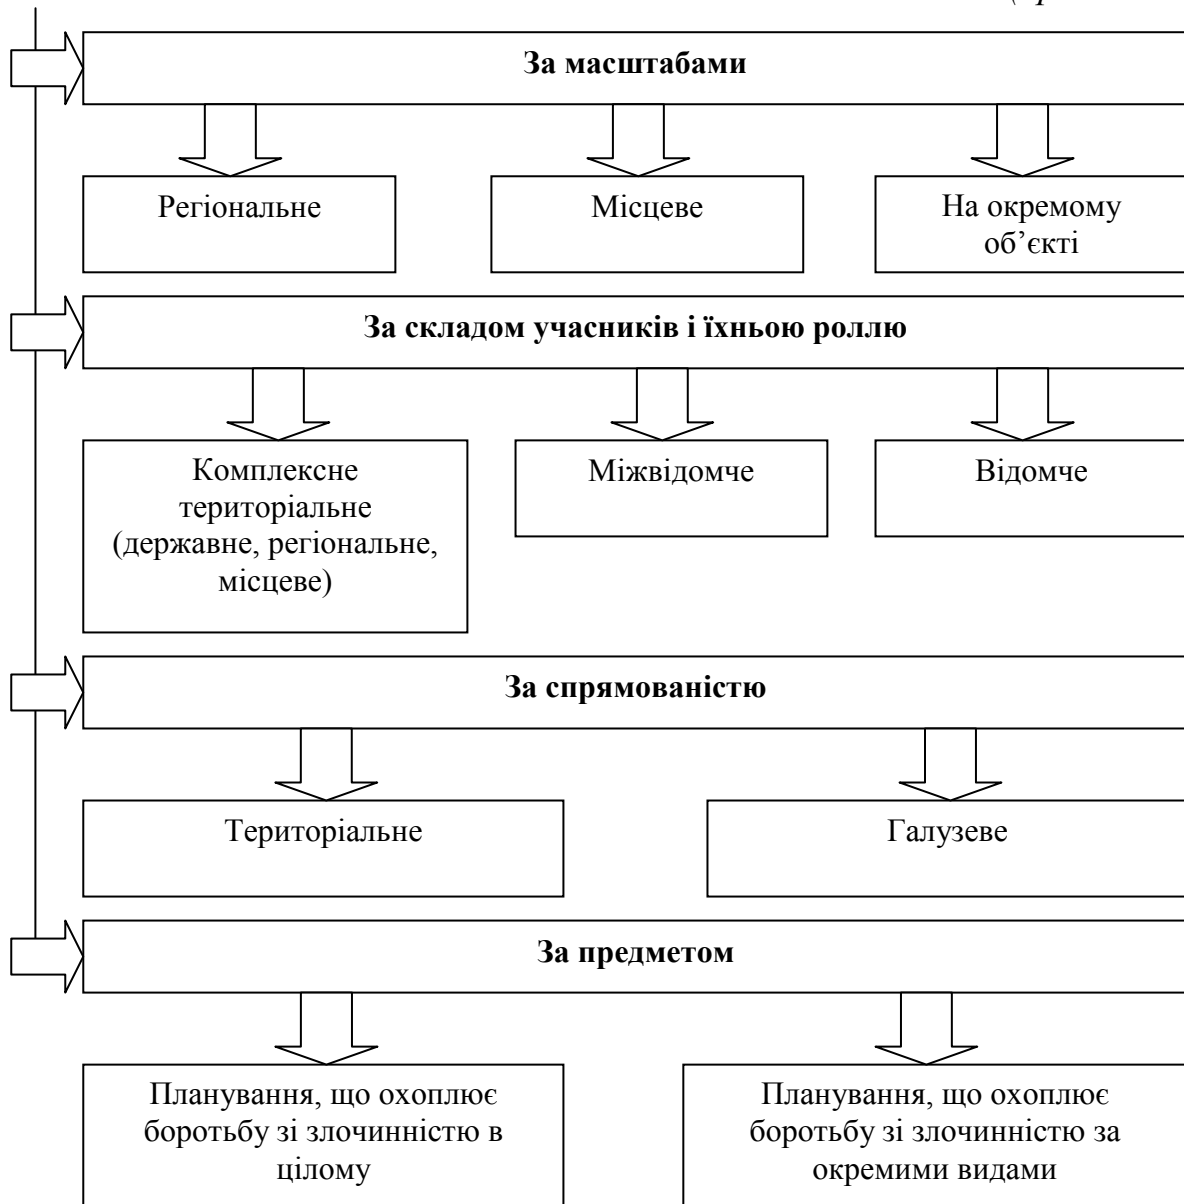 За масштабами
Регіональне
Місцеве
На окремому
об’єкті
За складом учасників і їхньою роллю
Комплексне
територіальне
(державне, регіональне,
місцеве)
Міжвідомче
Відомче
За спрямованістю
Територіальне
Галузеве
За предметом
Планування, що охоплює
боротьбу зі злочинністю в
цілому
Планування, що охоплює
боротьбу зі злочинністю за
окремими видами